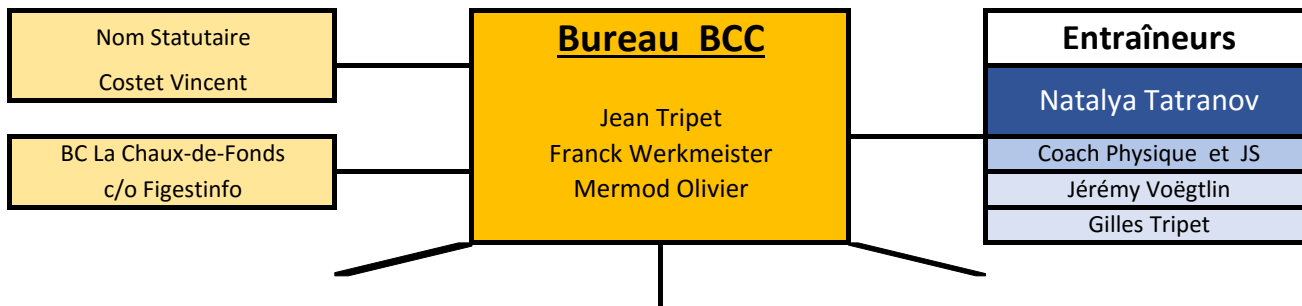 Nom Statutaire
Costet Vincent
BC La Chaux-de-Fonds
c/o Figestinfo
Bureau BCC
Jean Tripet
Franck Werkmeister
Mermod Olivier
Entraîneurs
Natalya Tatranov
Coach Physique et JS
Jérémy Voëgtlin
Gilles Tripet